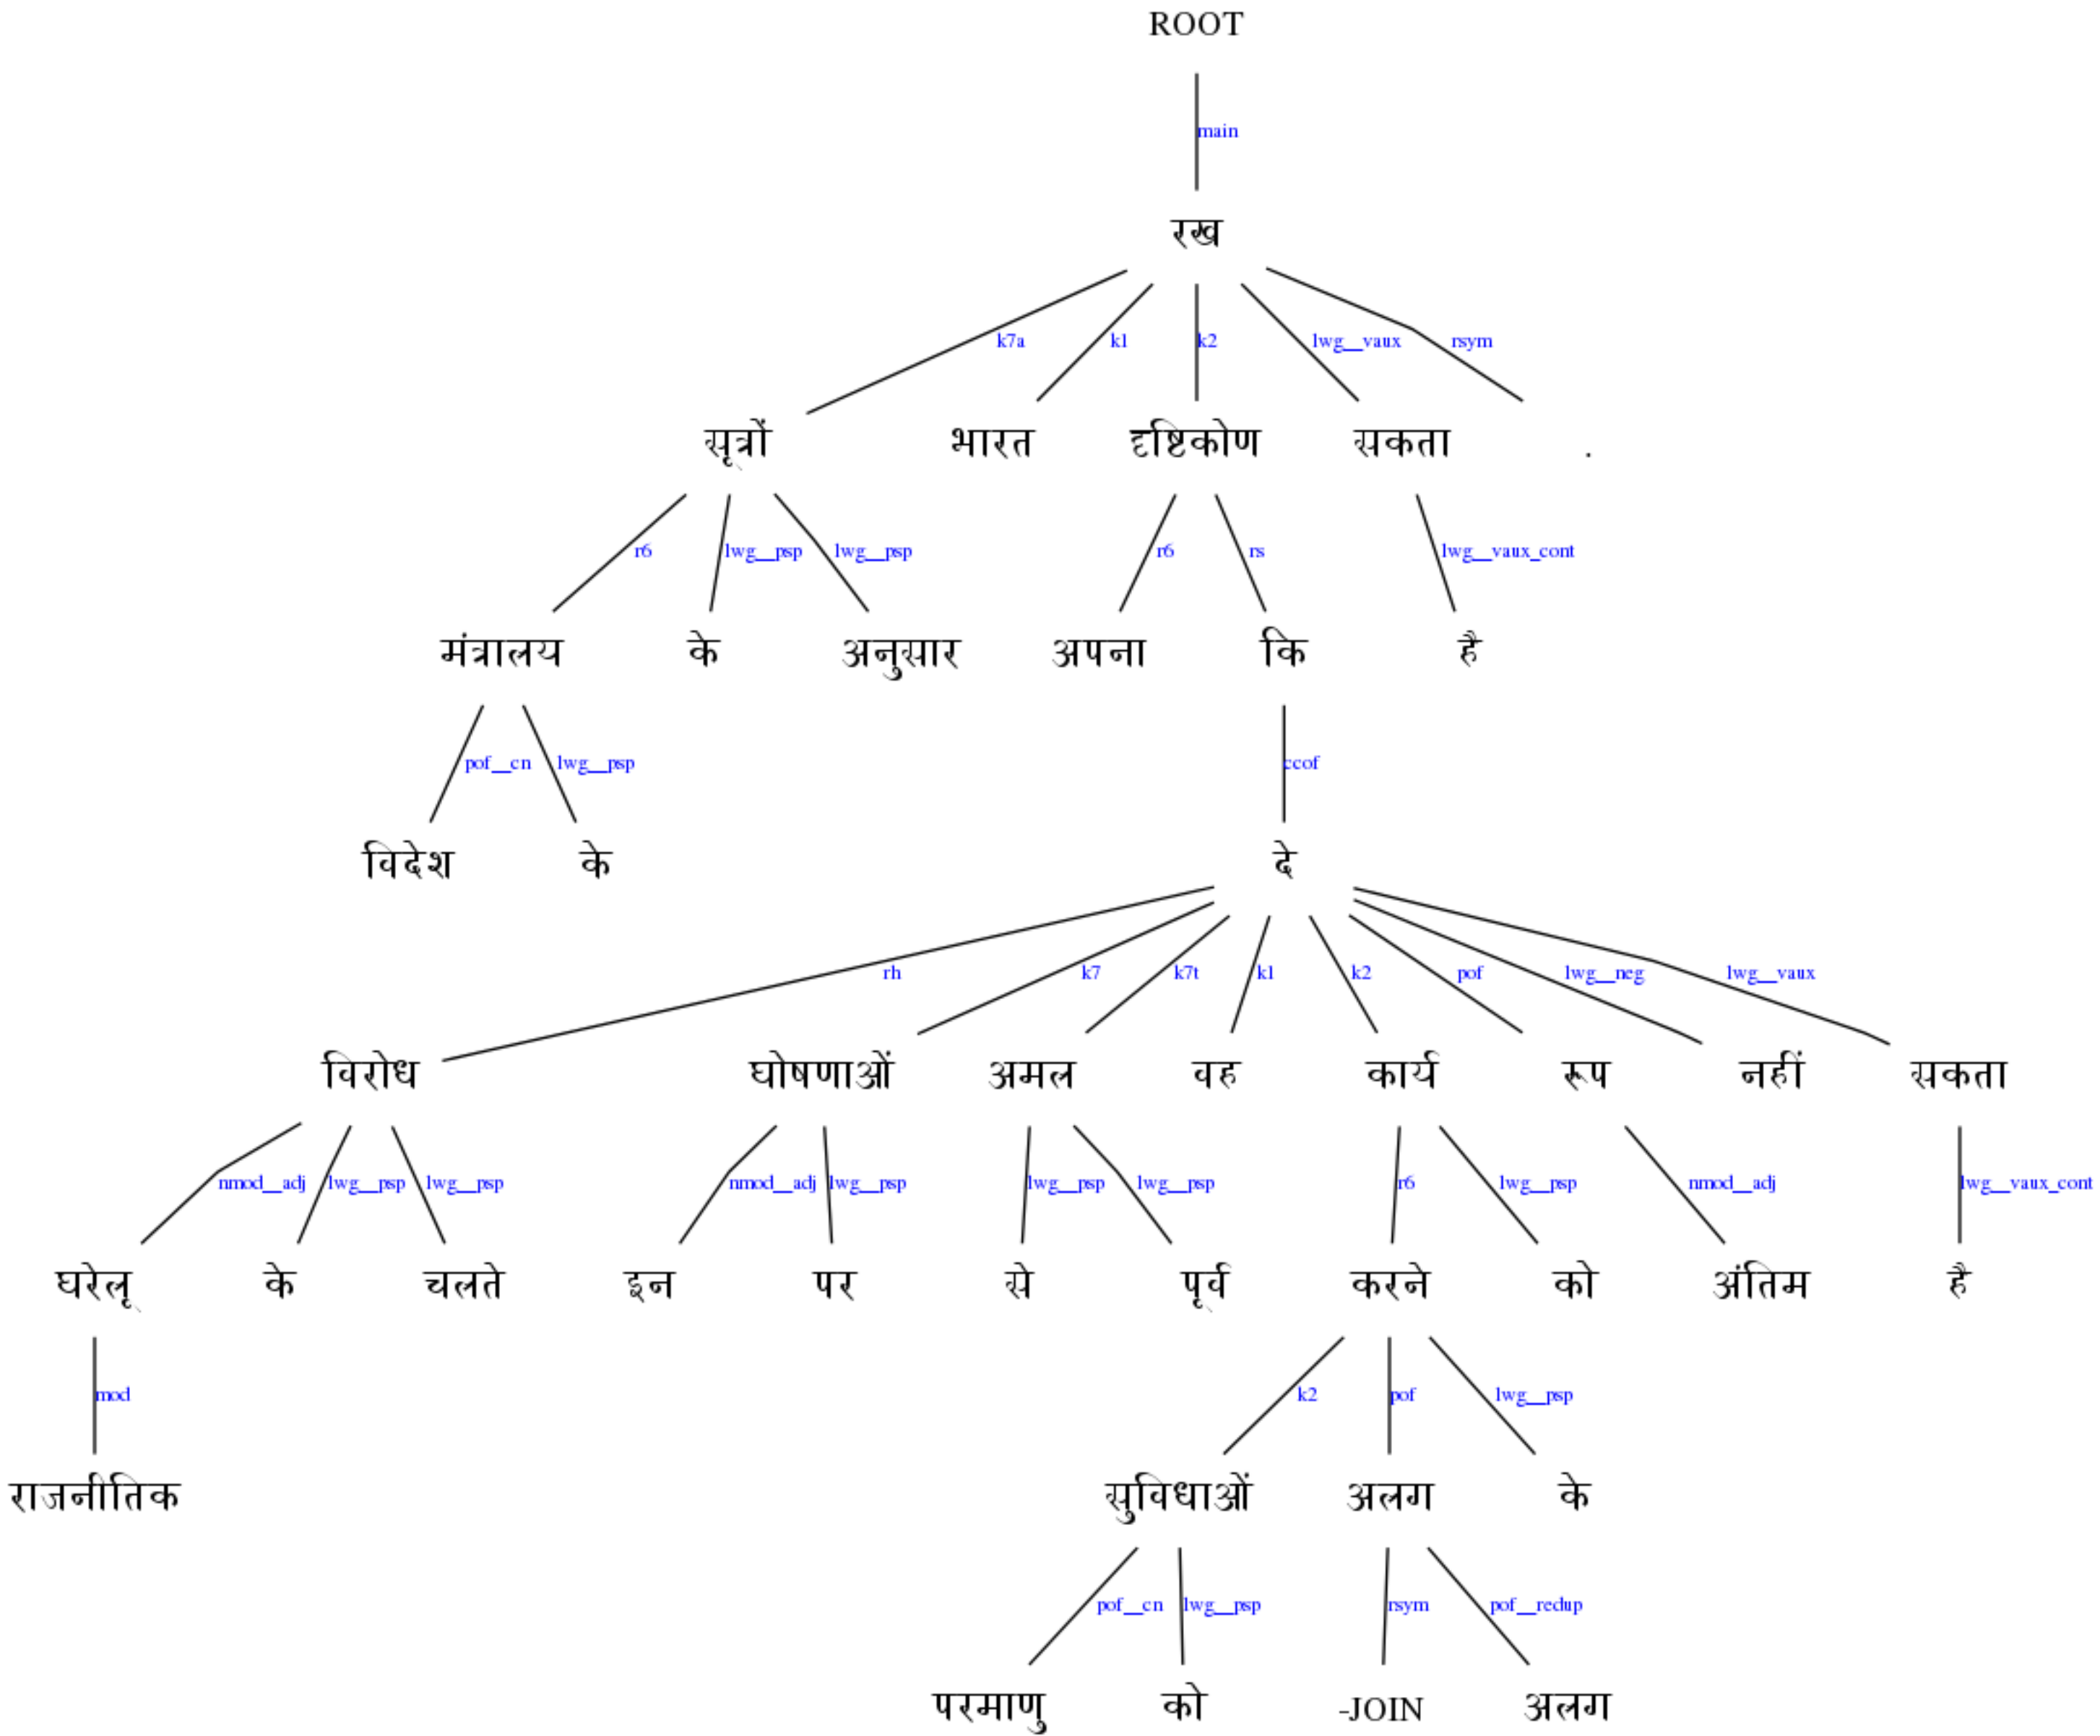 ROOT
main
रख
k7a k1 k2 lwg__vaux rsym
सूत्रों भारत दृष्टिकोण सकता .
r6 lwg__psp lwg__psp r6 rs lwg__vaux_cont
मंत्रालय के अनुसार अपना कि है
pof__cn lwg__psp ccof
विदेश के दे
rh k7 k7t k1 k2 pof lwg__neg lwg__vaux
विरोध घोषणाओं अमल वह कार्य रूप नहीं सकता
nmod__adj lwg__psp lwg__psp nmod__adj lwg__psp lwg__psp lwg__psp r6 lwg__psp nmod__adj lwg__vaux_cont
घरेलू के चलते इन पर से पूर्व करने को अंतिम है
mod k2 pof lwg__psp
राजनीतिक सुविधाओं अलग के
pof__cn lwg__psp rsym pof__redup
परमाणु को -JOIN अलग